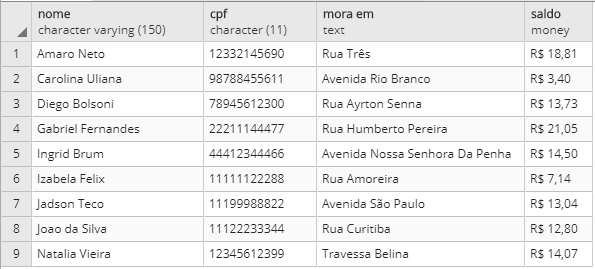 nome cpf mora em saldo
character varying (150) character (11) text money
1 Amaro Neto 12332145690 Rua Três R$ 18,81
2 Carolina Uliana 98788455611 Avenida Rio Branco R$ 3,40
3 Diego Bolsoni 78945612300 Rua Ayrton Senna R$ 13,73
4 Gabriel Fernandes 22211144477 Rua Humberto Pereira R$ 21,05
5 Ingrid Brum 44412344466 Avenida Nossa Senhora Da Penha R$ 14,50
6 Izabela Felix 11111122288 Rua Amoreira R$ 7,14
7 Jadson Teco 11199988822 Avenida São Paulo R$ 13,04
8 Joao da Silva 11122233344 Rua Curitiba R$ 12,80
9 Natalia Vieira 12345612399 Travessa Belina R$ 14,07